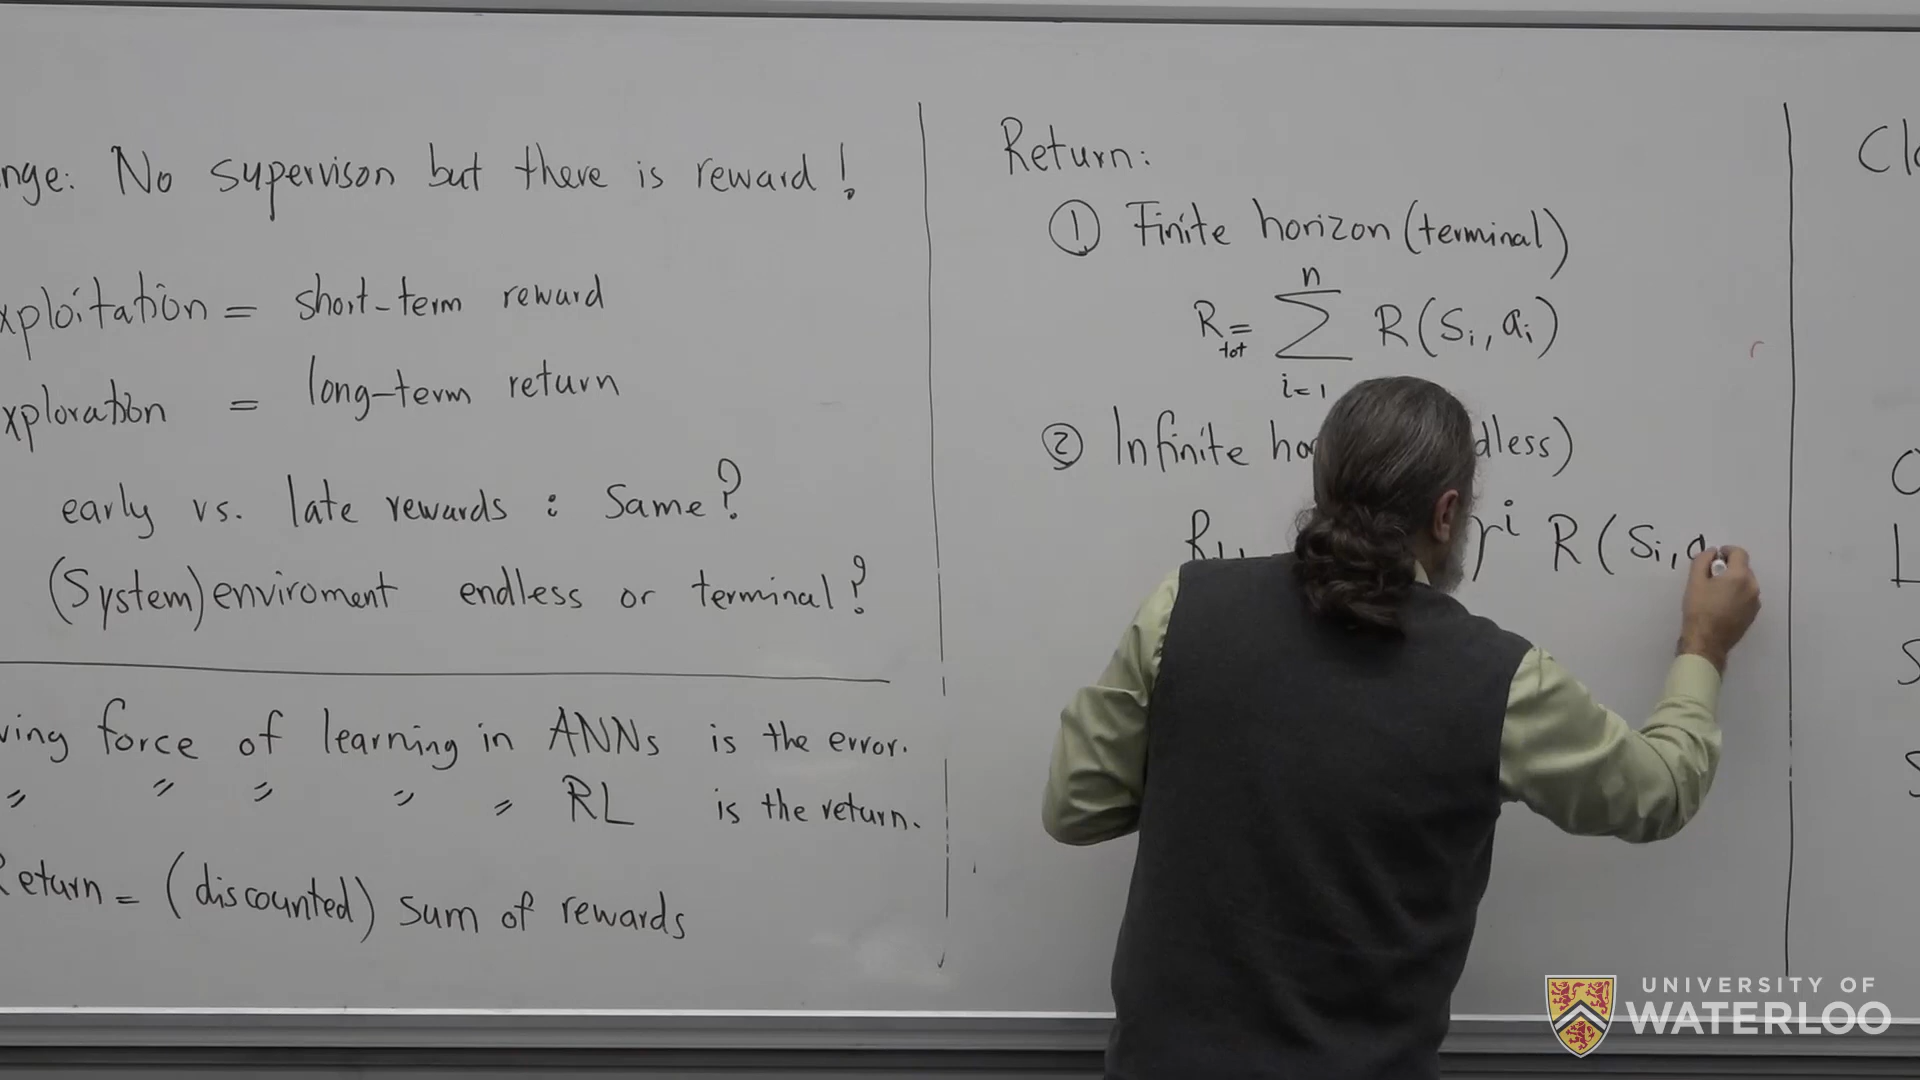 nge: No supervison but there is reward!
xploitation = short-term reward
xploration = long-term return
early vs. late rewards : Same?
(System) enviroment endless or terminal?
ving force of learning in ANNs is the error.
〃 〃 〃 〃 〃 RL is the return.
Return = (discounted) sum of rewards
Return:
① Finite horizon (terminal)
R_tot = ∑_{i=1}^{n} R(Si, ai)
② Infinite ho dless)
R γ^i R(Si, a
Cl
UNIVERSITY OF
WATERLOO